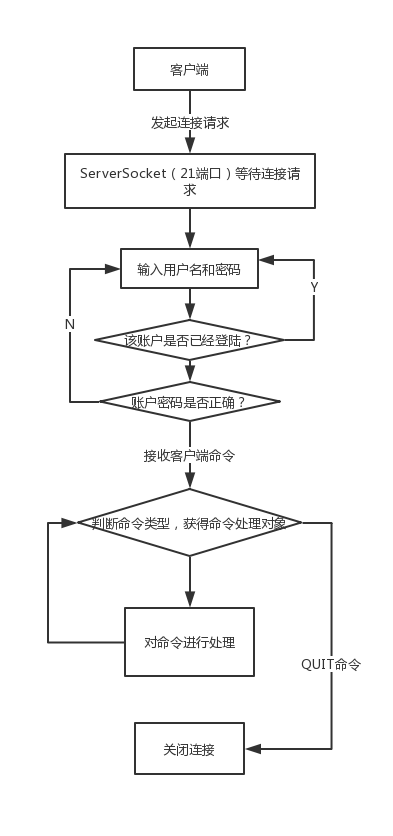 客户端
发起连接请求
ServerSocket（21端口）等待连接请
求
输入用户名和密码
Y
N
该账户是否已经登陆？
账户密码是否正确？
接收客户端命令
判断命令类型，获得命令处理对象
对命令进行处理
QUIT命令
关闭连接